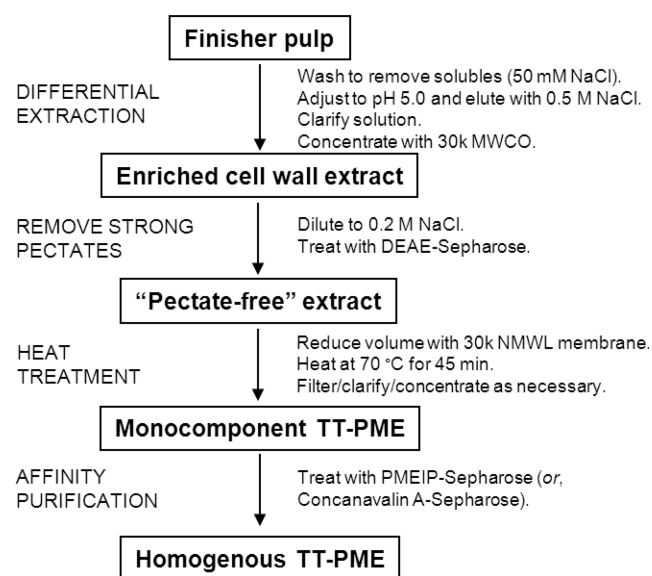 Finisher pulp
DIFFERENTIAL
EXTRACTION
Wash to remove solubles (50 mM NaCl).
Adjust to pH 5.0 and elute with 0.5 M NaCl.
Clarify solution.
Concentrate with 30k MWCO.
Enriched cell wall extract
REMOVE STRONG
PECTATES
Dilute to 0.2 M NaCl.
Treat with DEAE-Sepharose.
“Pectate-free” extract
HEAT
TREATMENT
Reduce volume with 30k NMWL membrane.
Heat at 70 °C for 45 min.
Filter/clarify/concentrate as necessary.
Monocomponent TT-PME
AFFINITY
PURIFICATION
Treat with PMEIP-Sepharose (or,
Concanavalin A-Sepharose).
Homogenous TT-PME